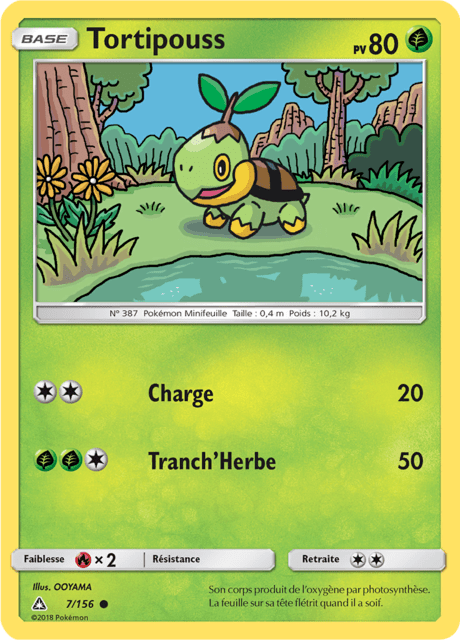 BASE Tortipouss PV 80
N° 387 Pokémon Minifeuille Taille : 0,4 m Poids : 10,2 kg
Charge 20
Tranch'Herbe 50
Faiblesse × 2 Résistance Retraite
Illus. OOYAMA
7/156
©2018 Pokémon
Son corps produit de l'oxygène par photosynthèse.
La feuille sur sa tête flétrit quand il a soif.